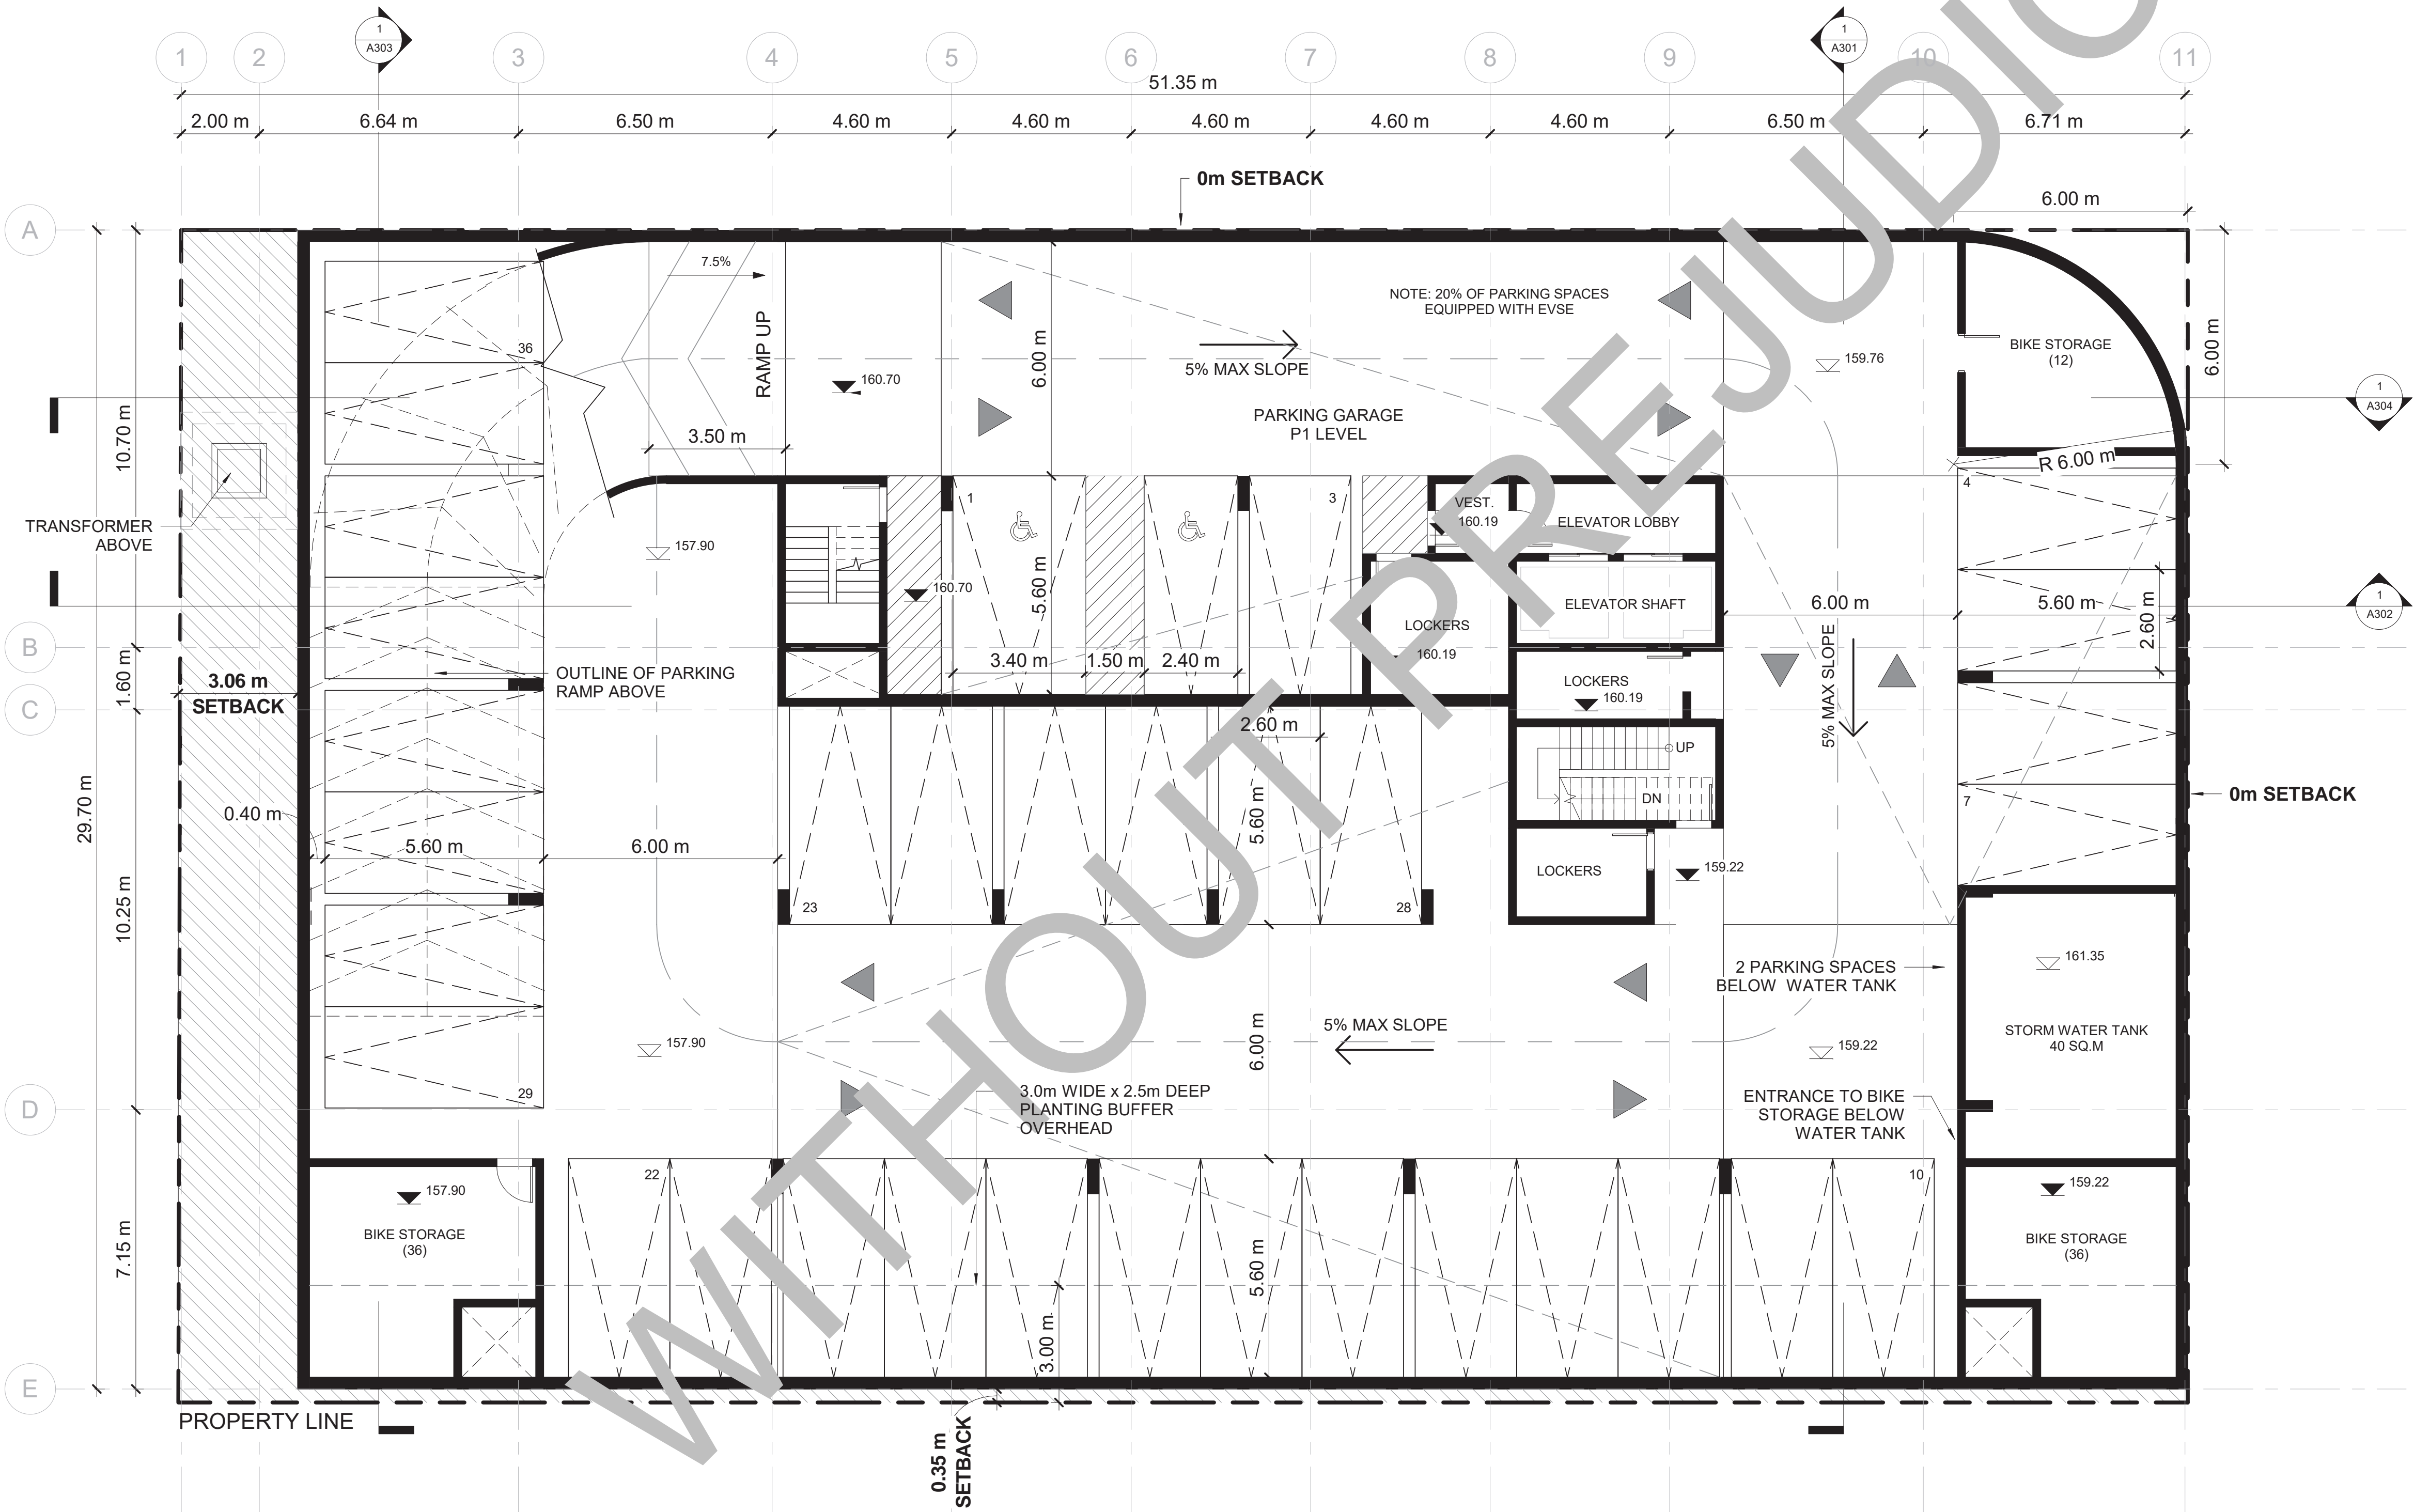 1
A303
1
A301
1
2
3
4
5
6
7
8
9
10
11
51.35 m
2.00 m
6.64 m
6.50 m
4.60 m
4.60 m
4.60 m
4.60 m
4.60 m
6.50 m
6.71 m
0m SETBACK
6.00 m
A
7.5%
RAMP UP
160.70
6.00 m
5% MAX SLOPE
NOTE: 20% OF PARKING SPACES
EQUIPPED WITH EVSE
PARKING GARAGE
P1 LEVEL
159.76
BIKE STORAGE
(12)
6.00 m
1
A304
36
10.70 m
3.50 m
R 6.00 m
TRANSFORMER
ABOVE
157.90
1
3
VEST.
160.19
ELEVATOR LOBBY
4
160.70
5.60 m
ELEVATOR SHAFT
6.00 m
5.60 m
2.60 m
1
A302
LOCKERS
160.19
B
1.60 m
3.06 m
SETBACK
OUTLINE OF PARKING
RAMP ABOVE
3.40 m
1.50 m
2.40 m
LOCKERS
160.19
5% MAX SLOPE
C
2.60 m
UP
DN
29.70 m
0.40 m
5.60 m
6.00 m
5.60 m
7
0m SETBACK
LOCKERS
159.22
10.25 m
23
28
2 PARKING SPACES
BELOW WATER TANK
161.35
STORM WATER TANK
40 SQ.M
157.90
6.00 m
5% MAX SLOPE
159.22
29
3.0m WIDE x 2.5m DEEP
PLANTING BUFFER
OVERHEAD
ENTRANCE TO BIKE
STORAGE BELOW
WATER TANK
D
22
10
157.90
BIKE STORAGE
(36)
159.22
BIKE STORAGE
(36)
7.15 m
5.60 m
3.00 m
E
PROPERTY LINE
0.35 m
SETBACK
WITHOUT PREJUDIC